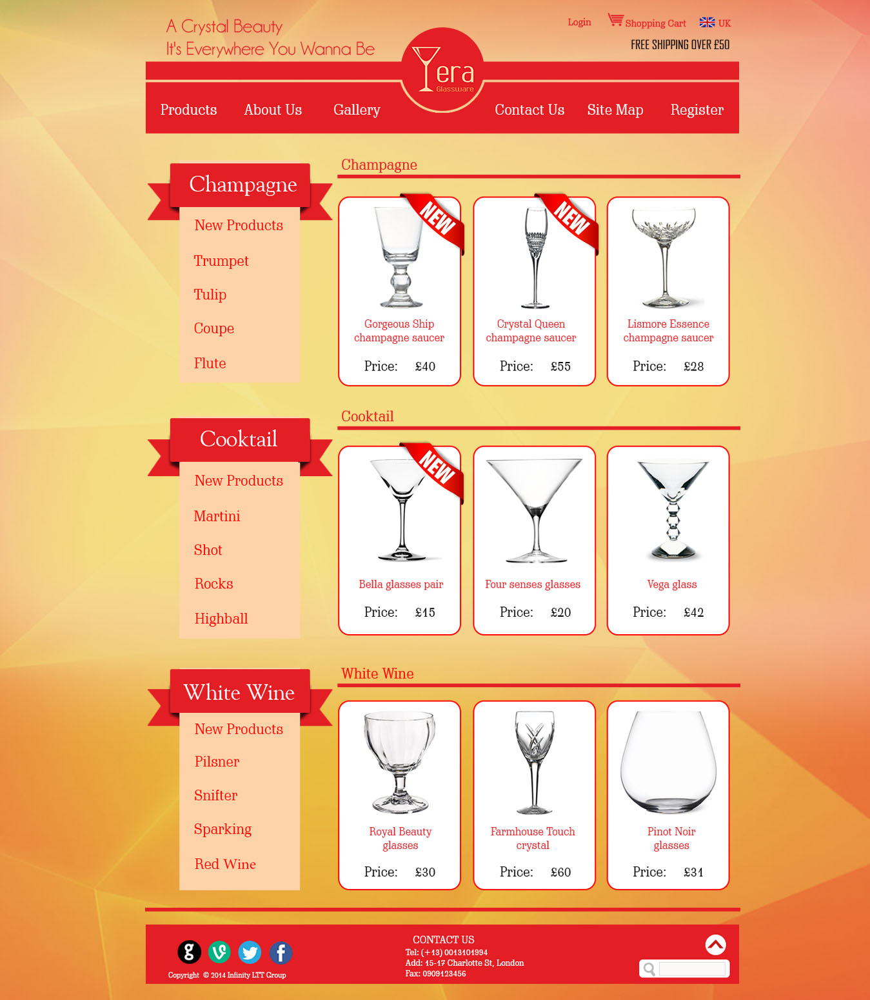 A Crystal Beauty
It's Everywhere You Wanna Be
Login
Shopping Cart
UK
FREE SHIPPING OVER £50
Yera
Glassware
Products
About Us
Gallery
Contact Us
Site Map
Register
Champagne
New Products
Trumpet
Tulip
Coupe
Flute
Champagne
NEW
Gorgeous Ship
champagne saucer
Price: £40
NEW
Crystal Queen
champagne saucer
Price: £55
Lismore Essence
champagne saucer
Price: £28
Cooktail
New Products
Martini
Shot
Rocks
Highball
Cooktail
NEW
Bella glasses pair
Price: £15
Four senses glasses
Price: £20
Vega glass
Price: £42
White Wine
New Products
Pilsner
Snifter
Sparking
Red Wine
White Wine
Royal Beauty
glasses
Price: £30
Farmhouse Touch
crystal
Price: £60
Pinot Noir
glasses
Price: £31
g
f
Copyright © 2014 Infinity LTT Group
CONTACT US
Tel: (+13) 0013101994
Add: 15-17 Charlotte St, London
Fax: 0909123456